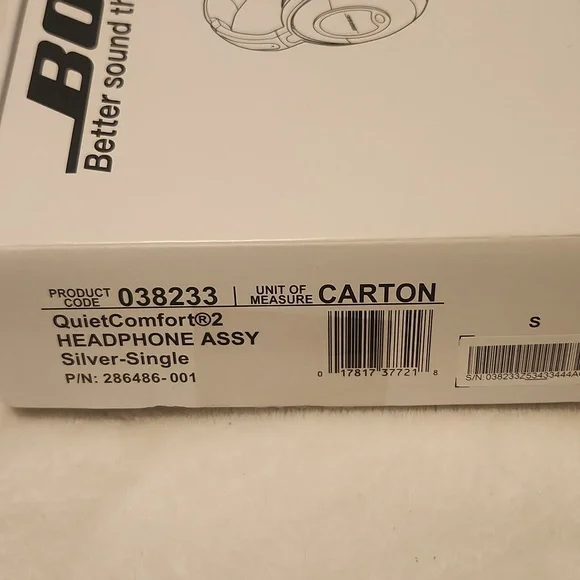 BO
Better sound th
PRODUCT CODE 038233 | UNIT OF MEASURE CARTON
QuietComfort®2
HEADPHONE ASSY
Silver-Single
P/N: 286486-001
0 17817 37721 8
S